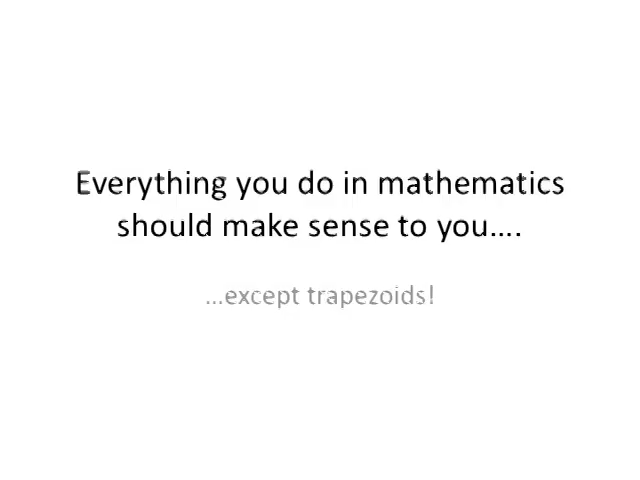 Everything you do in mathematics
should make sense to you....
...except trapezoids!